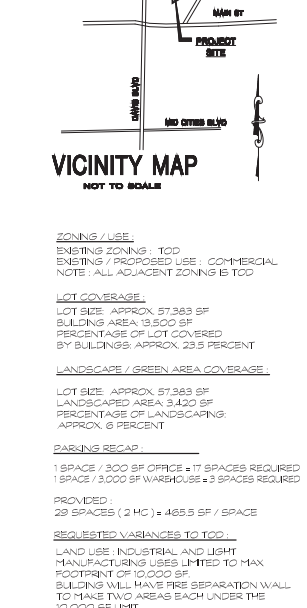 MAIN ST
PROJECT
SITE
DAVIS BLVD
MID CITIES BLVD
VICINITY MAP
NOT TO SCALE
ZONING / USE :
EXISTING ZONING : TOD
EXISTING / PROPOSED USE : COMMERCIAL
NOTE : ALL ADJACENT ZONING IS TOD
LOT COVERAGE :
LOT SIZE: APPROX. 57,383 SF
BUILDING AREA: 13,500 SF
PERCENTAGE OF LOT COVERED
BY BUILDINGS: APPROX. 23.5 PERCENT
LANDSCAPE / GREEN AREA COVERAGE :
LOT SIZE: APPROX. 57,383 SF
LANDSCAPED AREA: 3,420 SF
PERCENTAGE OF LANDSCAPING:
APPROX. 6 PERCENT
PARKING RECAP :
1 SPACE / 300 SF OFFICE = 17 SPACES REQUIRED
1 SPACE / 3,000 SF WAREHOUSE = 3 SPACES REQUIRED
PROVIDED :
29 SPACES ( 2 HC ) = 465.5 SF / SPACE
REQUESTED VARIANCES TO TOD :
LAND USE : INDUSTRIAL AND LIGHT
MANUFACTURING USES LIMITED TO MAX
FOOTPRINT OF 10,000 SF.
BUILDING WILL HAVE FIRE SEPARATION WALL
TO MAKE TWO AREAS EACH UNDER THE
10,000 SF LIMIT